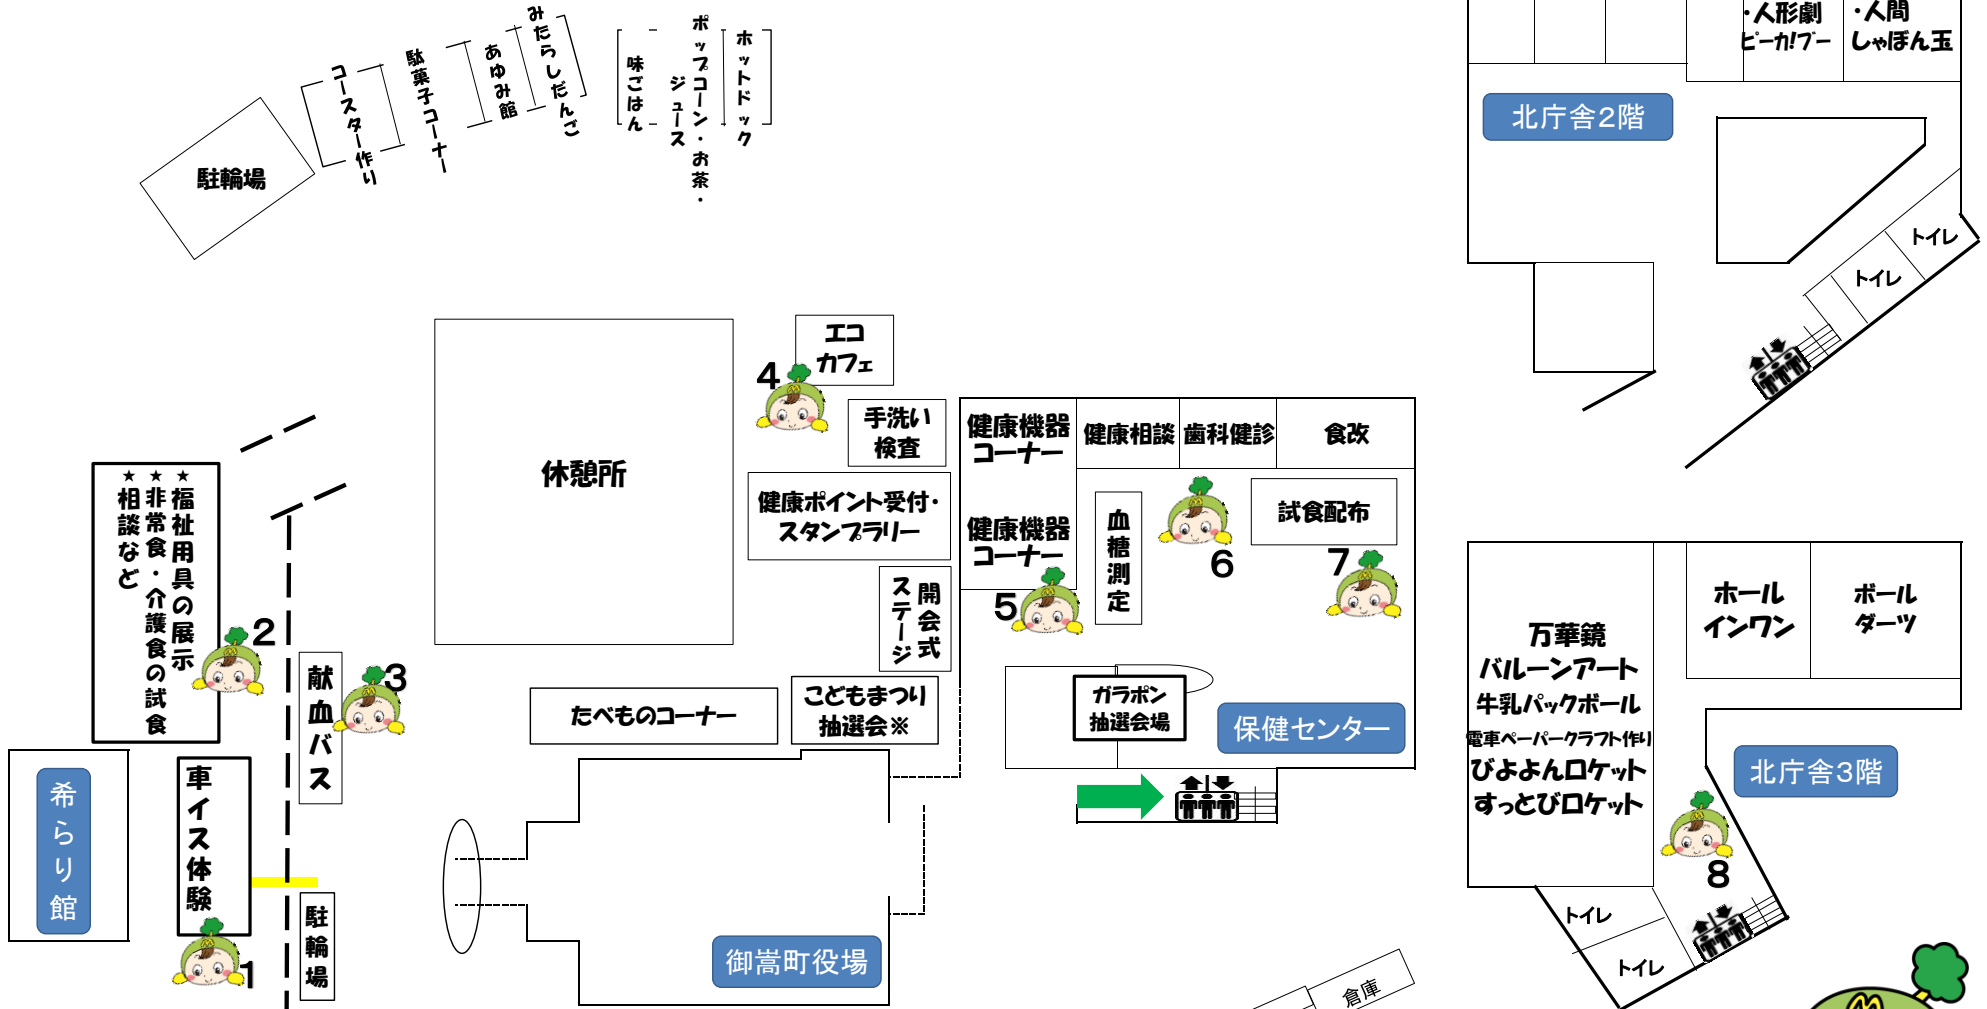 みたらしだんご
あゆみ館
駄菓子コーナー
コースター作り
駐輪場
味ごはん
ポップコーン・お茶・
ジュース
ホットドック
・人形劇
ピーカ!ブー
・人間
しゃぼん玉
北庁舎2階
トイレ
トイレ
エコ
カフェ
4
手洗い
検査
休憩所
健康ポイント受付・
スタンプラリー
開会式
ステージ
たべものコーナー
こどもまつり
抽選会※
健康機器
コーナー
健康機器
コーナー
健康相談
歯科健診
食改
血糖測定
試食配布
5
6
7
ガラポン
抽選会場
保健センター
★福祉用具の展示
★非常食・介護食の試食
★相談など
2
献血バス
3
希らり館
車イス体験
1
駐輪場
御嵩町役場
倉庫
万華鏡
バルーンアート
牛乳パックボール
電車ペーパークラフト作り
びよよんロケット
すっとびロケット
ホール
インワン
ボール
ダーツ
北庁舎3階
8
トイレ
トイレ